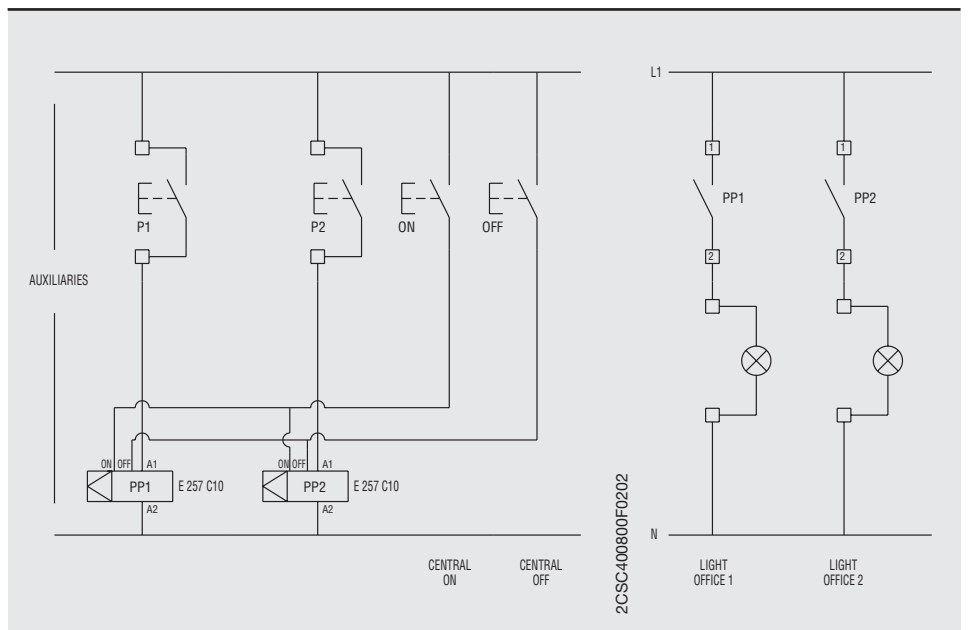 L1
1
1
P1
P2
ON
OFF
PP1
PP2
2
2
AUXILIARIES
ON OFF A1
ON OFF A1
PP1
E 257 C10
PP2
E 257 C10
A2
A2
2CSC400800F0202
N
CENTRAL
ON
CENTRAL
OFF
LIGHT
OFFICE 1
LIGHT
OFFICE 2